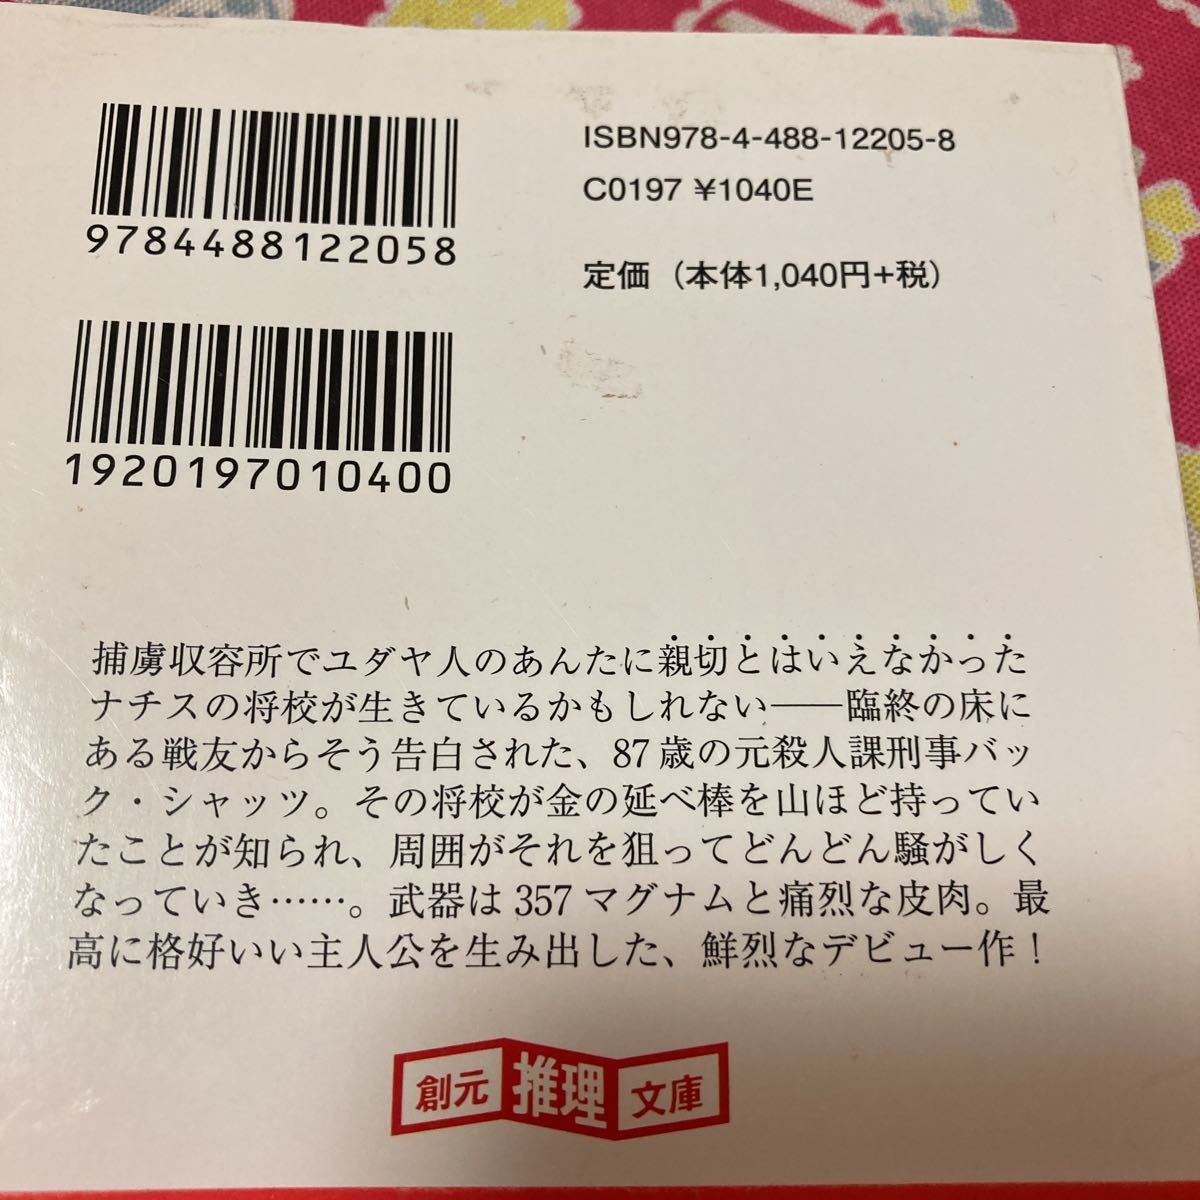 9784488122058
1920197010400
ISBN978-4-488-12205-8
C0197 ¥1040E
定価（本体1,040円+税）
捕虜収容所でユダヤ人のあんたに親切とはいえなかった
ナチスの将校が生きているかもしれない――臨終の床に
ある戦友からそう告白された、87歳の元殺人課刑事バッ
ク・シャッツ。その将校が金の延べ棒を山ほど持ってい
たことが知られ、周囲がそれを狙ってどんどん騒がしく
なっていき……。武器は357マグナムと痛烈な皮肉。最
高に格好いい主人公を生み出した、鮮烈なデビュー作！
創元推理文庫